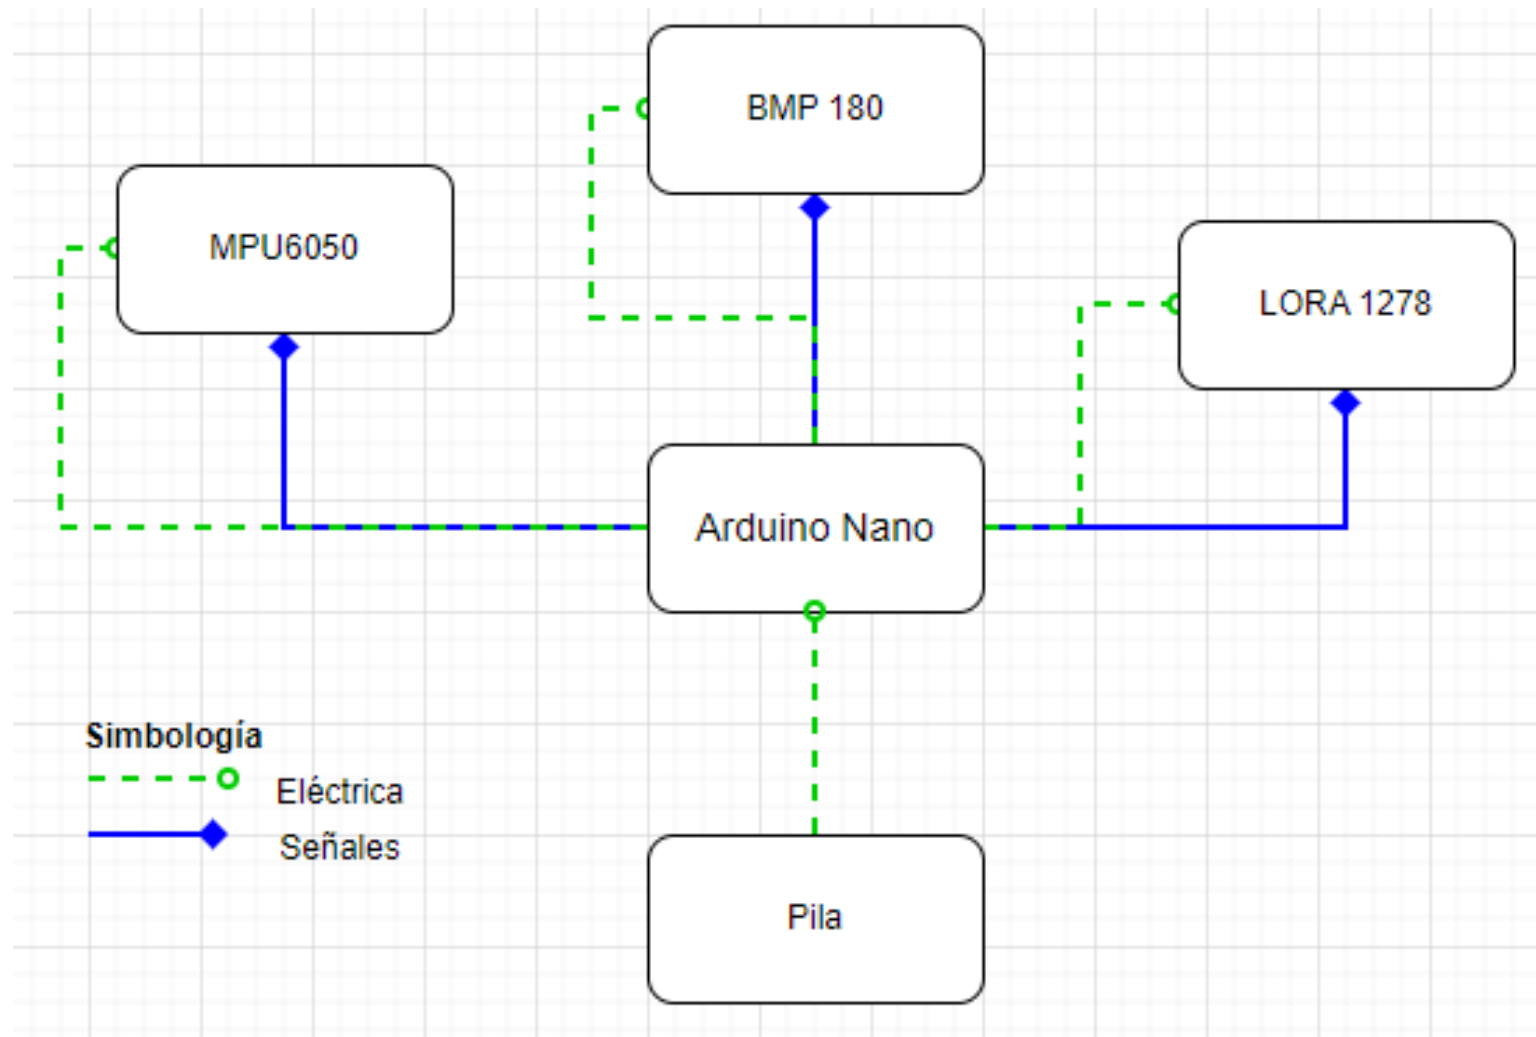 BMP 180
MPU6050
LORA 1278
Arduino Nano
Simbología
Eléctrica
Señales
Pila